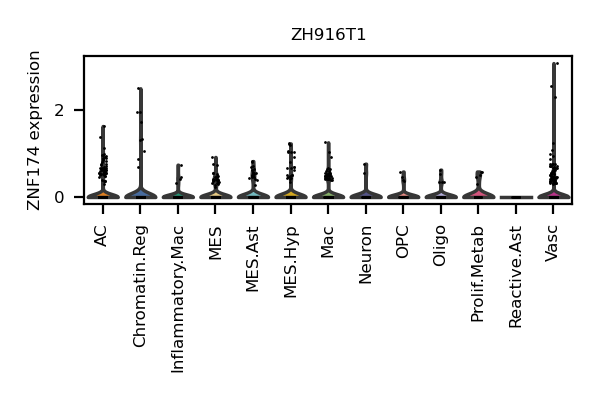 ZH916T1
ZNF174 expression
2
0
AC
Chromatin.Reg
Inflammatory.Mac
MES
MES.Ast
MES.Hyp
Mac
Neuron
OPC
Oligo
Prolif.Metab
Reactive.Ast
Vasc